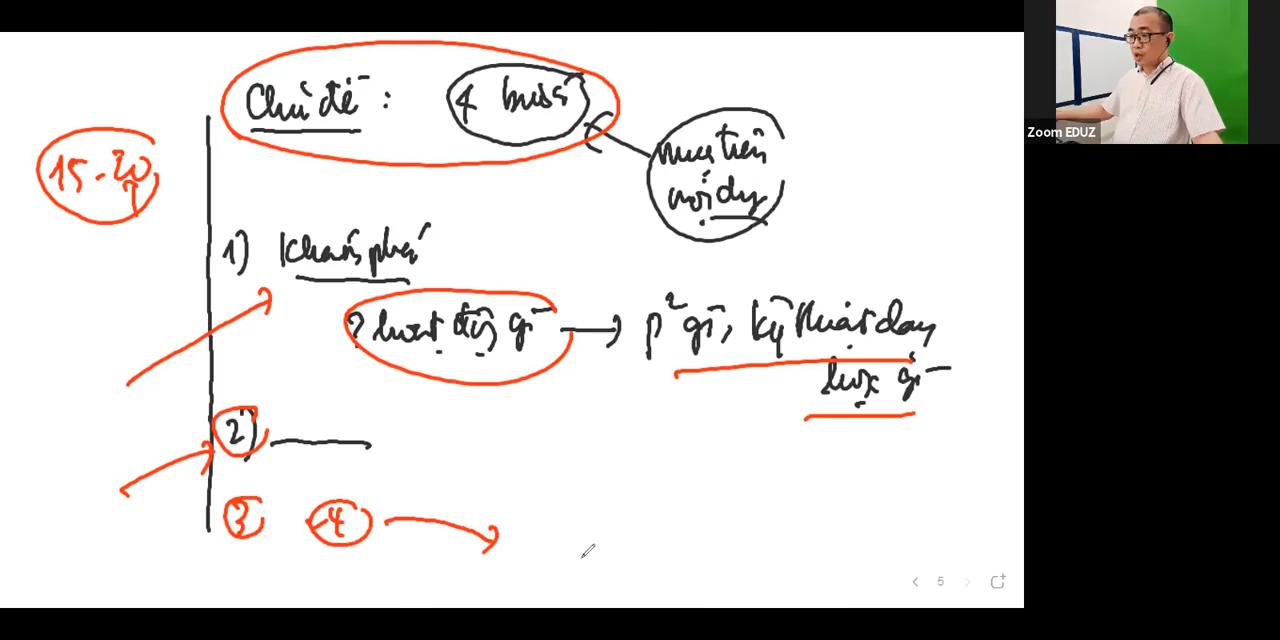 Chủ đề : 4 bước
15 - 20
mục tiêu
nội dung
1) Khám phá
? hoạt động gì → p² gì, kỹ thuật dạy
học gì
2)
3 4
Zoom EDUZ
5